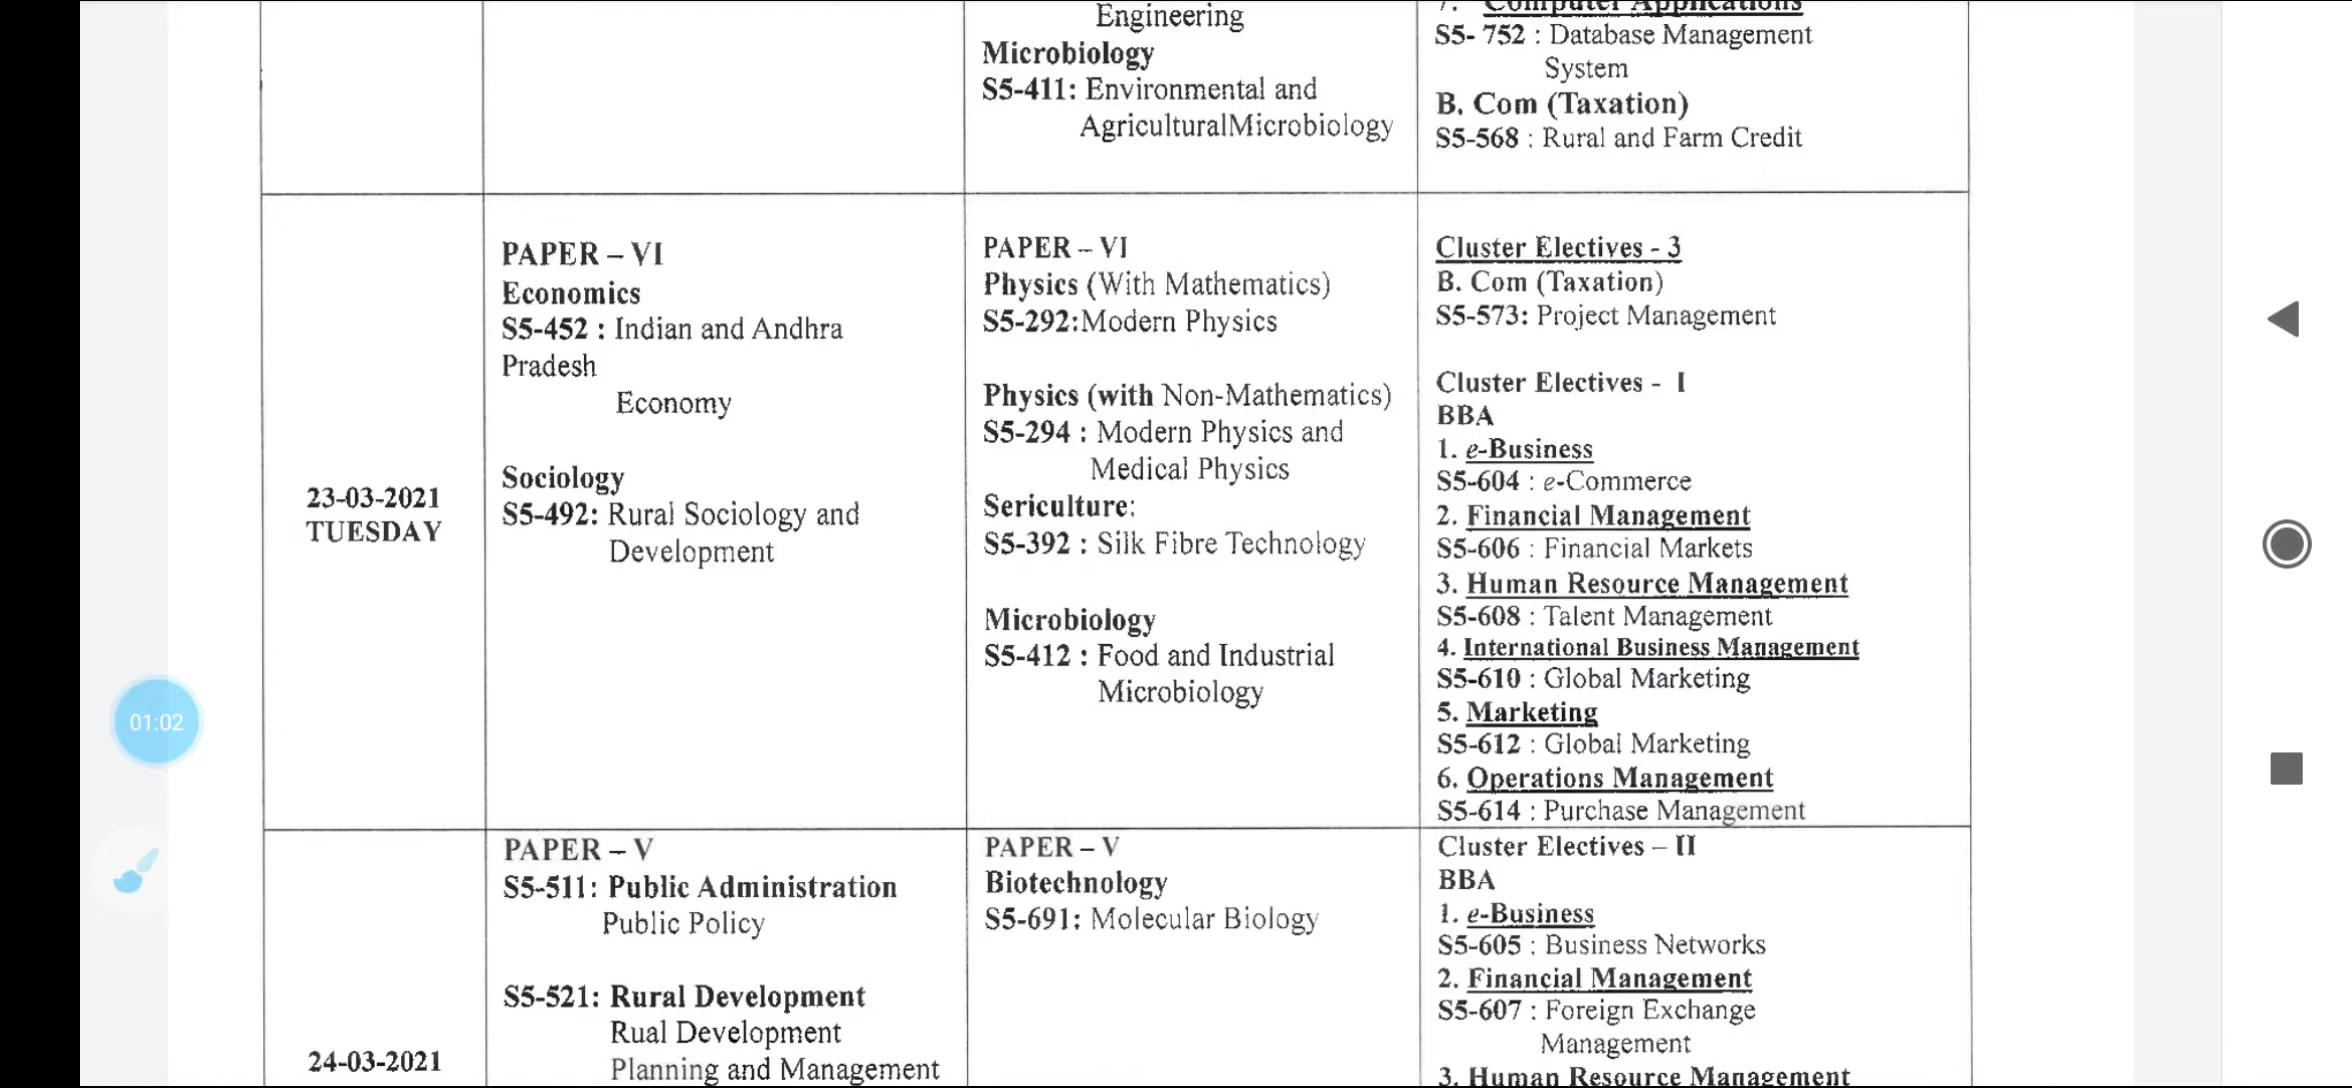 Engineering
Microbiology
S5-411: Environmental and
AgriculturalMicrobiology
7. Computer Applications
S5- 752 : Database Management
System
B. Com (Taxation)
S5-568 : Rural and Farm Credit
23-03-2021
TUESDAY
PAPER – VI
Economics
S5-452 : Indian and Andhra
Pradesh
Economy
Sociology
S5-492: Rural Sociology and
Development
PAPER – VI
Physics (With Mathematics)
S5-292:Modern Physics
Physics (with Non-Mathematics)
S5-294 : Modern Physics and
Medical Physics
Sericulture:
S5-392 : Silk Fibre Technology
Microbiology
S5-412 : Food and Industrial
Microbiology
Cluster Electives - 3
B. Com (Taxation)
S5-573: Project Management
Cluster Electives - I
BBA
1. e-Business
S5-604 : e-Commerce
2. Financial Management
S5-606 : Financial Markets
3. Human Resource Management
S5-608 : Talent Management
4. International Business Management
S5-610 : Global Marketing
5. Marketing
S5-612 : Global Marketing
6. Operations Management
S5-614 : Purchase Management
01:02
24-03-2021
PAPER – V
S5-511: Public Administration
Public Policy
S5-521: Rural Development
Rual Development
Planning and Management
PAPER – V
Biotechnology
S5-691: Molecular Biology
Cluster Electives – II
BBA
1. e-Business
S5-605 : Business Networks
2. Financial Management
S5-607 : Foreign Exchange
Management
3. Human Resource Management